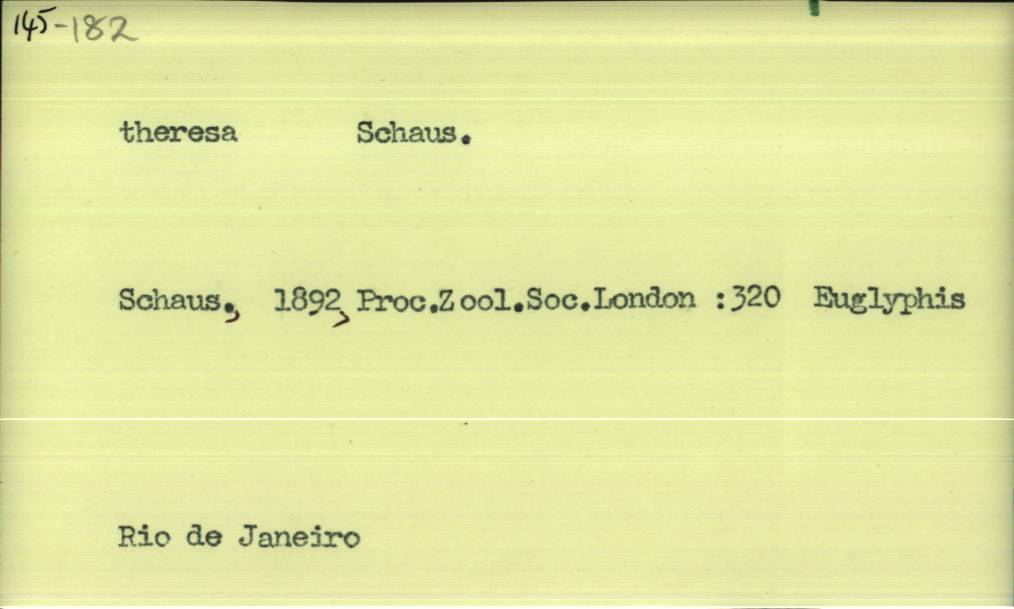 145-182
theresa Schaus.
Schaus., 1892, Proc.Zool.Soc.London :320 Euglyphis
Rio de Janeiro